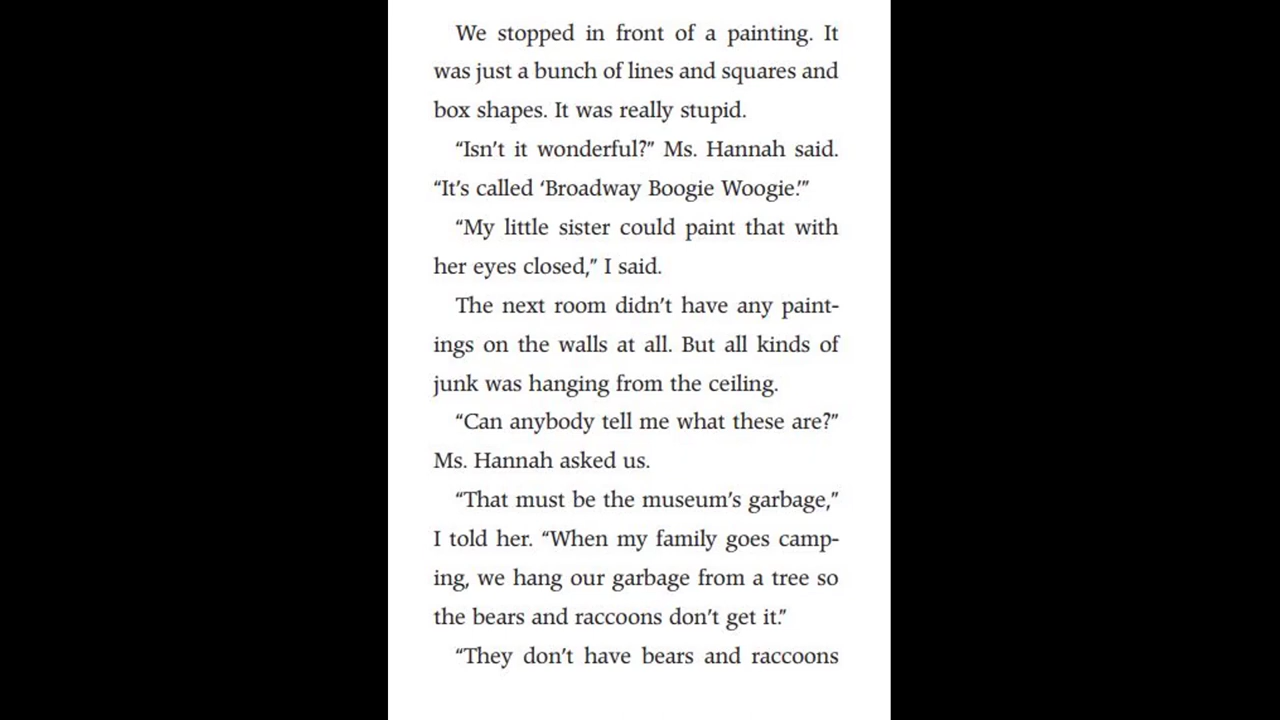 We stopped in front of a painting. It
was just a bunch of lines and squares and
box shapes. It was really stupid.
“Isn’t it wonderful?” Ms. Hannah said.
“It’s called ‘Broadway Boogie Woogie.’”
“My little sister could paint that with
her eyes closed,” I said.
The next room didn’t have any paint-
ings on the walls at all. But all kinds of
junk was hanging from the ceiling.
“Can anybody tell me what these are?”
Ms. Hannah asked us.
“That must be the museum’s garbage,”
I told her. “When my family goes camp-
ing, we hang our garbage from a tree so
the bears and raccoons don’t get it.”
“They don’t have bears and raccoons